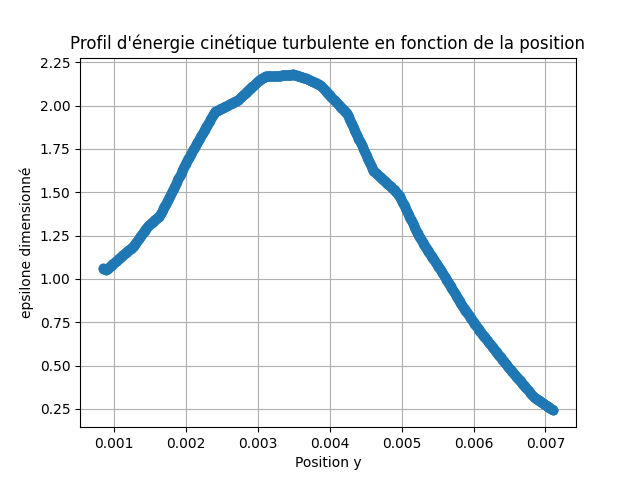 Profil d'énergie cinétique turbulente en fonction de la position
epsilone dimensionné
2.25
2.00
1.75
1.50
1.25
1.00
0.75
0.50
0.25
0.001 0.002 0.003 0.004 0.005 0.006 0.007
Position y